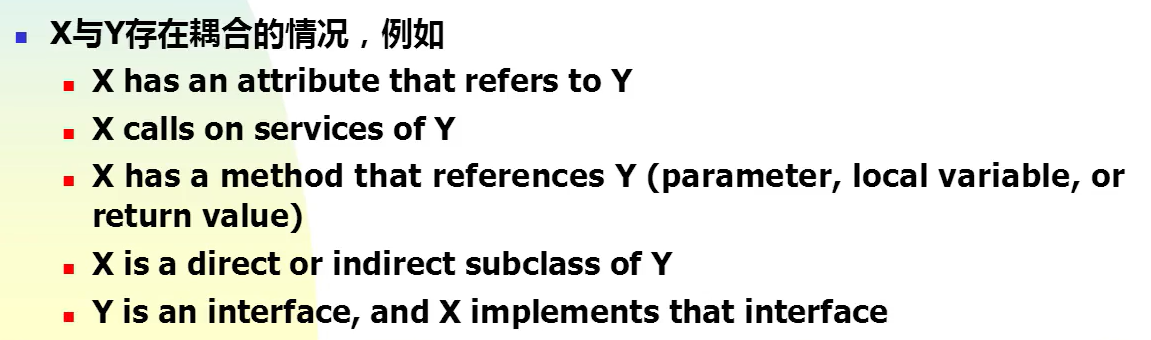 X与Y存在耦合的情况，例如
X has an attribute that refers to Y
X calls on services of Y
X has a method that references Y (parameter, local variable, or
return value)
X is a direct or indirect subclass of Y
Y is an interface, and X implements that interface